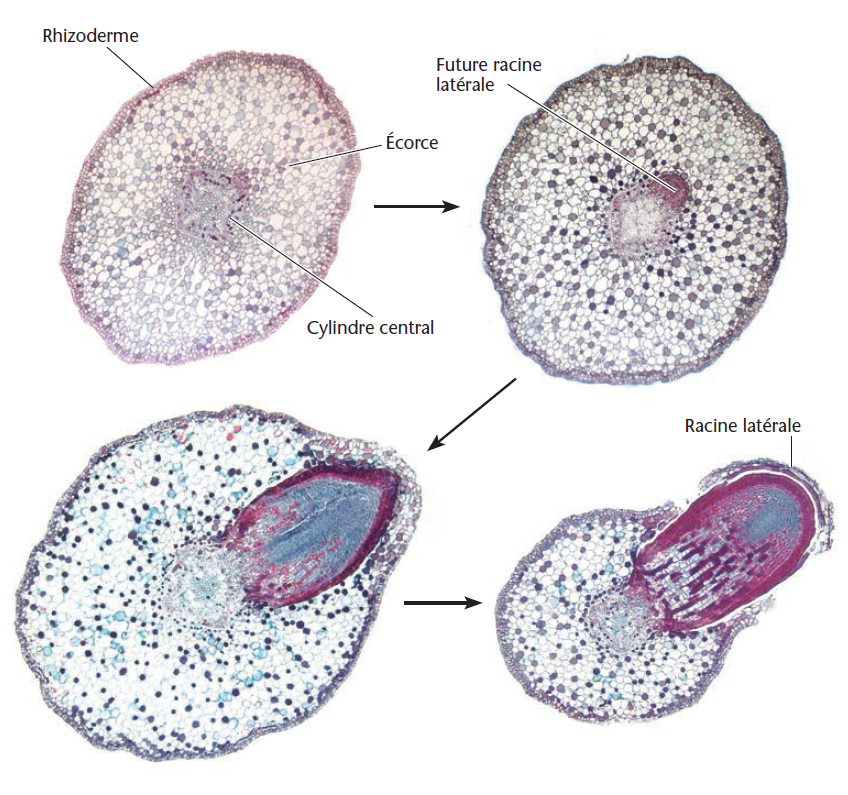 Rhizoderme
Écorce
Cylindre central
Future racine
latérale
Racine latérale